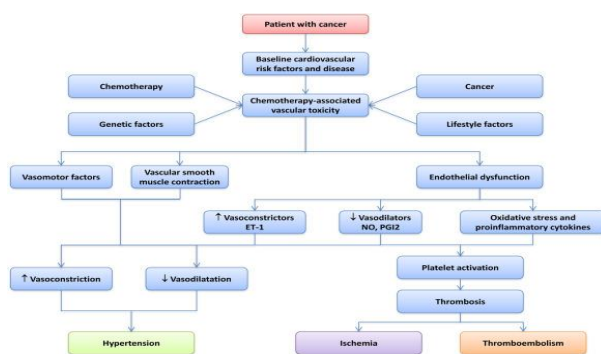 Patient with cancer
Baseline cardiovascular
risk factors and disease
Chemotherapy
Cancer
Chemotherapy-associated
vascular toxicity
Genetic factors
Lifestyle factors
Vasomotor factors
Vascular smooth
muscle contraction
Endothelial dysfunction
↑ Vasoconstrictors
ET-1
↓ Vasodilators
NO, PGI2
Oxidative stress and
proinflammatory cytokines
↑ Vasoconstriction
↓ Vasodilatation
Platelet activation
Thrombosis
Hypertension
Ischemia
Thromboembolism